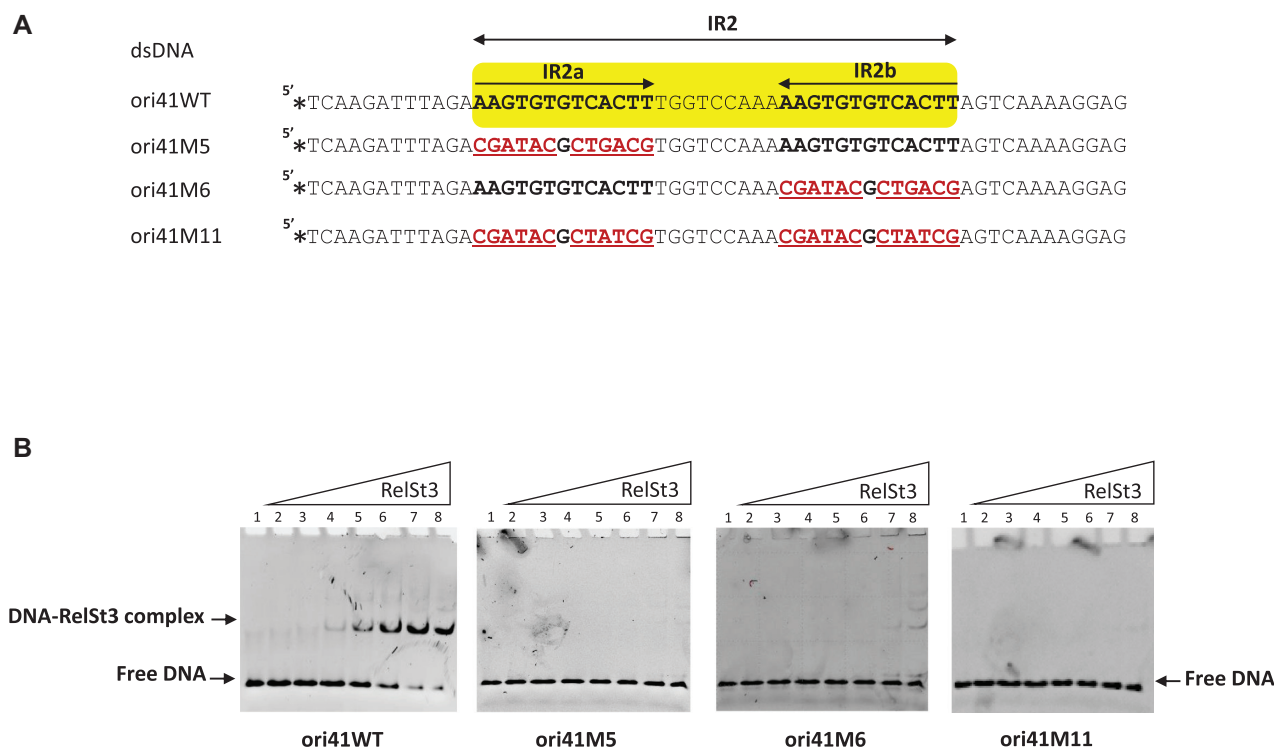 A
IR2
dsDNA
IR2a IR2b
ori41WT 5′ *TCAAGATTTAGAAAGTGTGTCACTTTGGTCCAAAAAGTGTGTCACTTAGTCAAAAGGAG
ori41M5 5′ *TCAAGATTTAGACGATACGCTGACGTGGTCCAAAAAGTGTGTCACTTAGTCAAAAGGAG
ori41M6 5′ *TCAAGATTTAGAAAGTGTGTCACTTTGGTCCAAACGATACGCTGACGAGTCAAAAGGAG
ori41M11 5′ *TCAAGATTTAGACGATACGCTATCGTGGTCCAAACGATACGCTATCGAGTCAAAAGGAG
B
RelSt3 RelSt3 RelSt3 RelSt3
1 2 3 4 5 6 7 8 1 2 3 4 5 6 7 8 1 2 3 4 5 6 7 8 1 2 3 4 5 6 7 8
DNA-RelSt3 complex
Free DNA Free DNA
ori41WT ori41M5 ori41M6 ori41M11